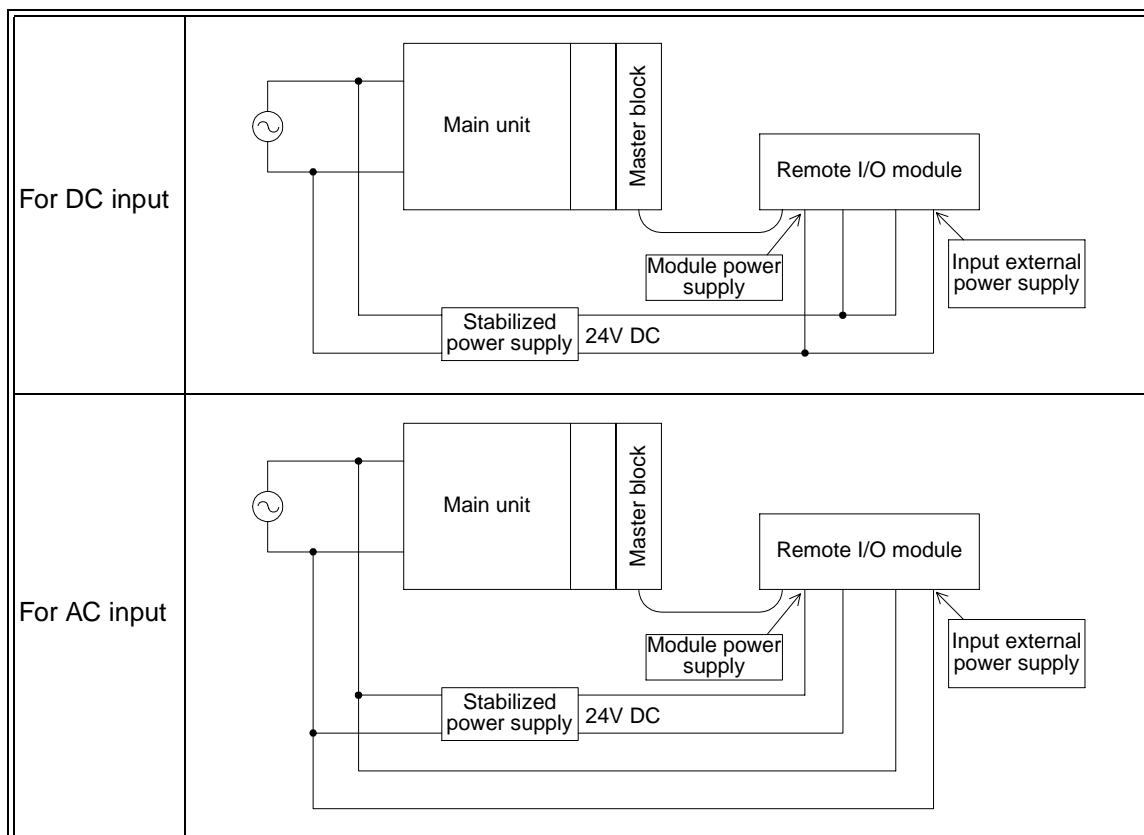 For DC input
Main unit
Master block
Remote I/O module
Module power
supply
Input external
power supply
Stabilized
power supply
24V DC
For AC input
Main unit
Master block
Remote I/O module
Module power
supply
Input external
power supply
Stabilized
power supply
24V DC